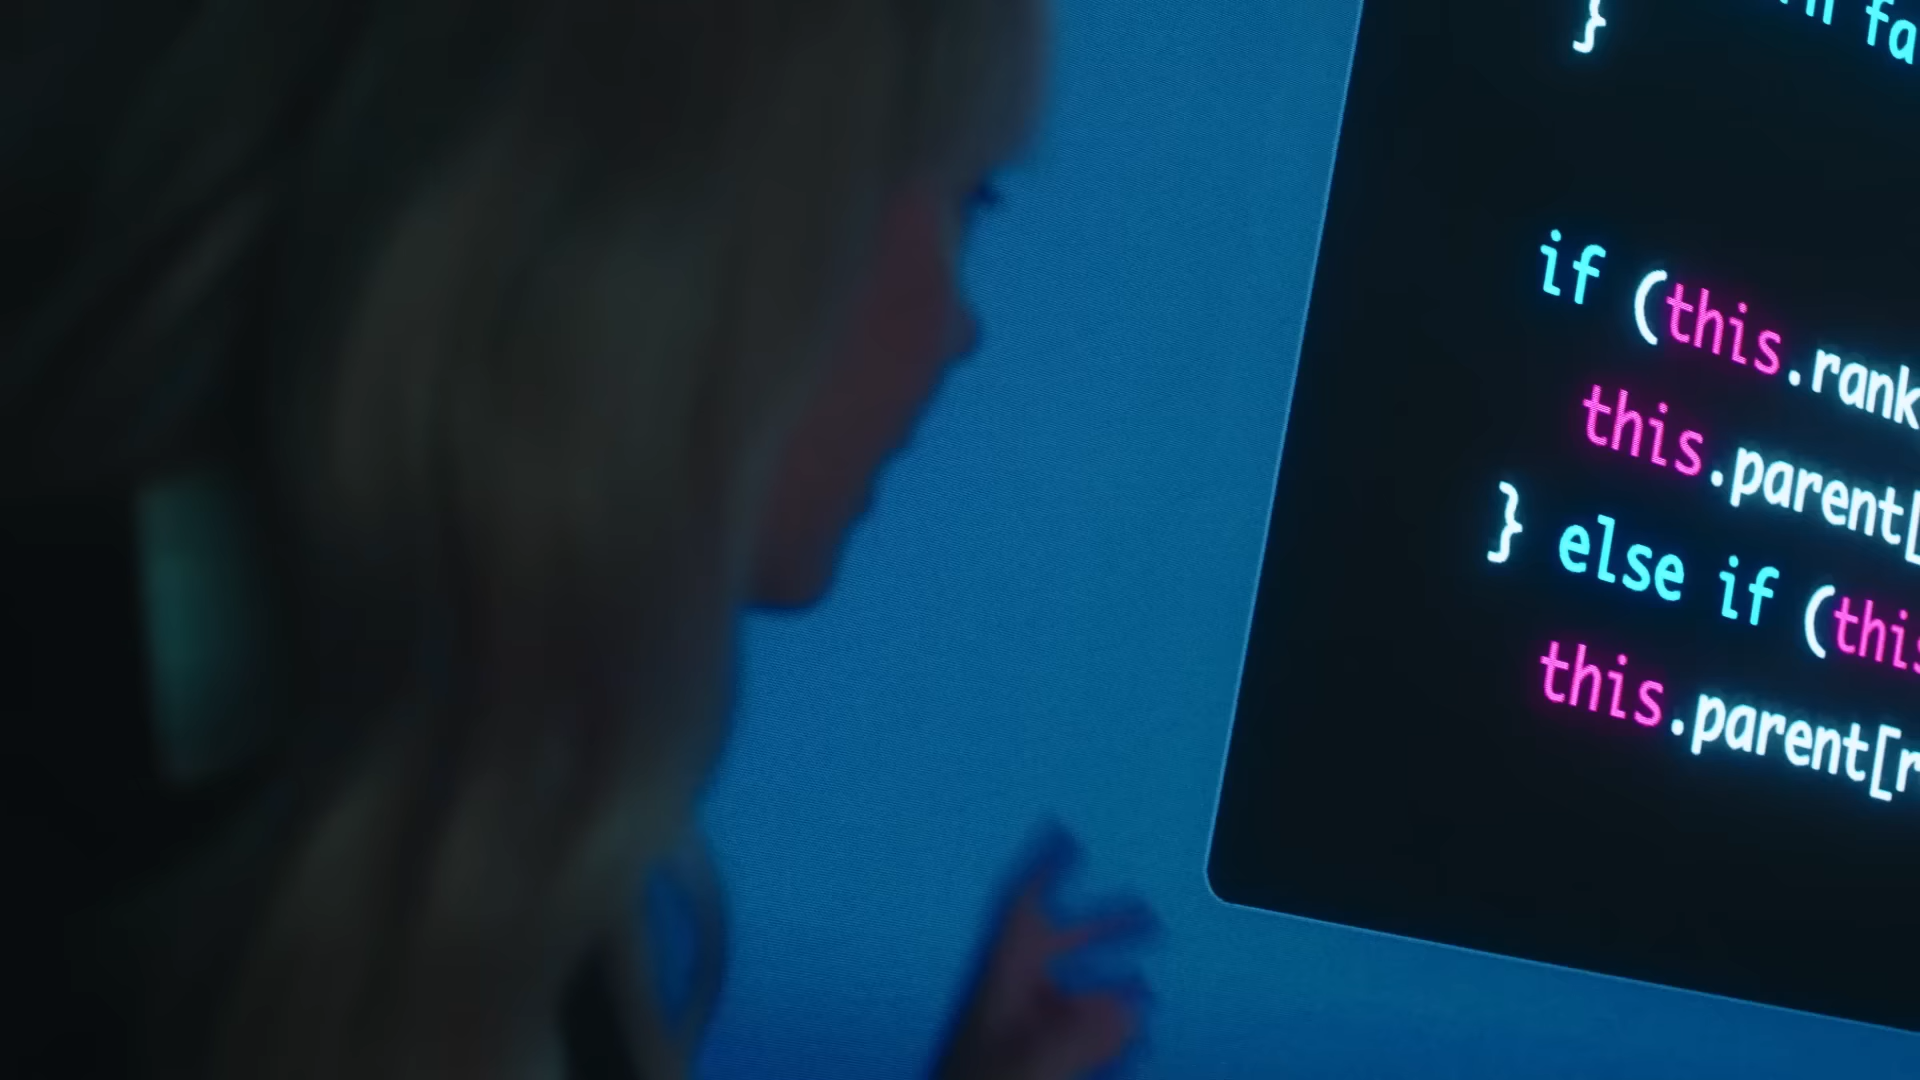 }
if (this.rank
this.parent[
} else if (this
this.parent[r